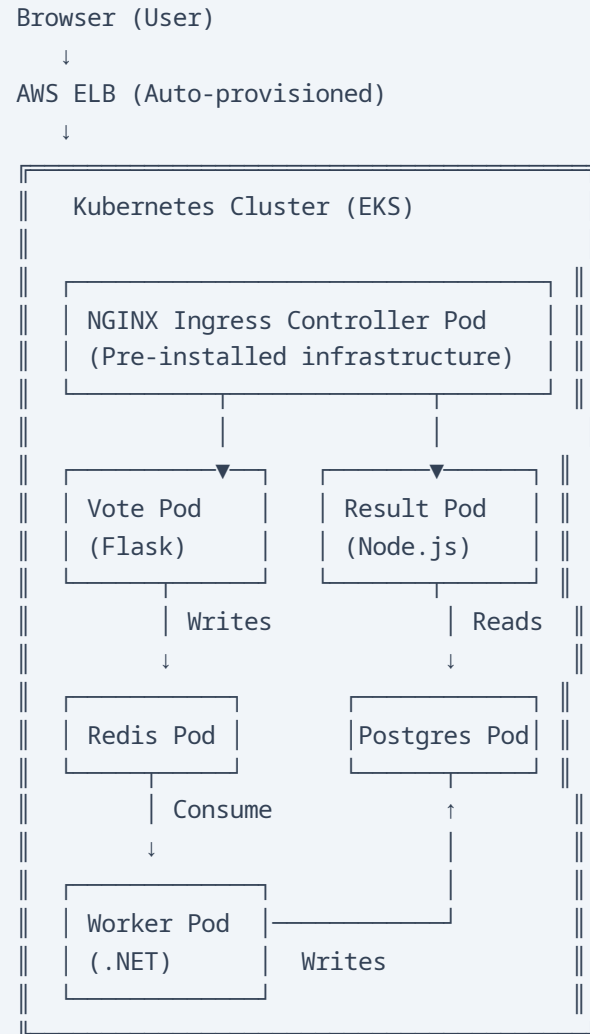 Browser (User)
AWS ELB (Auto-provisioned)
Kubernetes Cluster (EKS)
NGINX Ingress Controller Pod
(Pre-installed infrastructure)
Vote Pod
(Flask)
Result Pod
(Node.js)
Writes
Reads
Redis Pod
Postgres Pod
Consume
Worker Pod
(.NET)
Writes